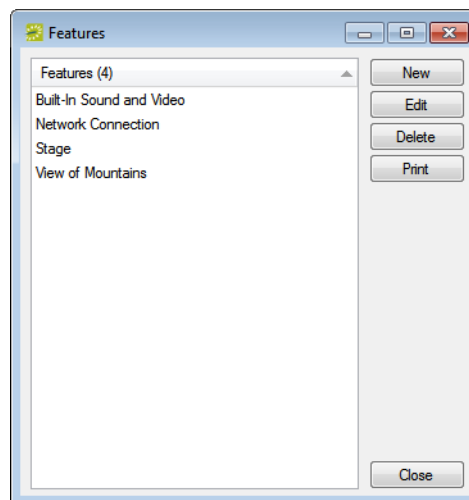 Features
Features (4)
Built-In Sound and Video
Network Connection
Stage
View of Mountains
New
Edit
Delete
Print
Close